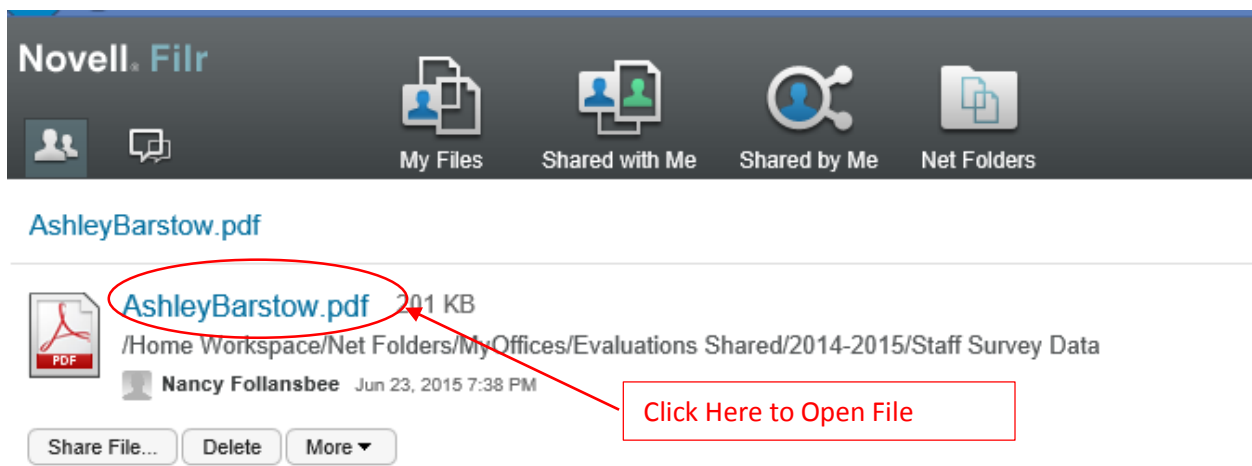 Novell® Filr
My Files Shared with Me Shared by Me Net Folders
AshleyBarstow.pdf
AshleyBarstow.pdf 201 KB
/Home Workspace/Net Folders/MyOffices/Evaluations Shared/2014-2015/Staff Survey Data
PDF
Nancy Follansbee Jun 23, 2015 7:38 PM
Click Here to Open File
Share File... Delete More